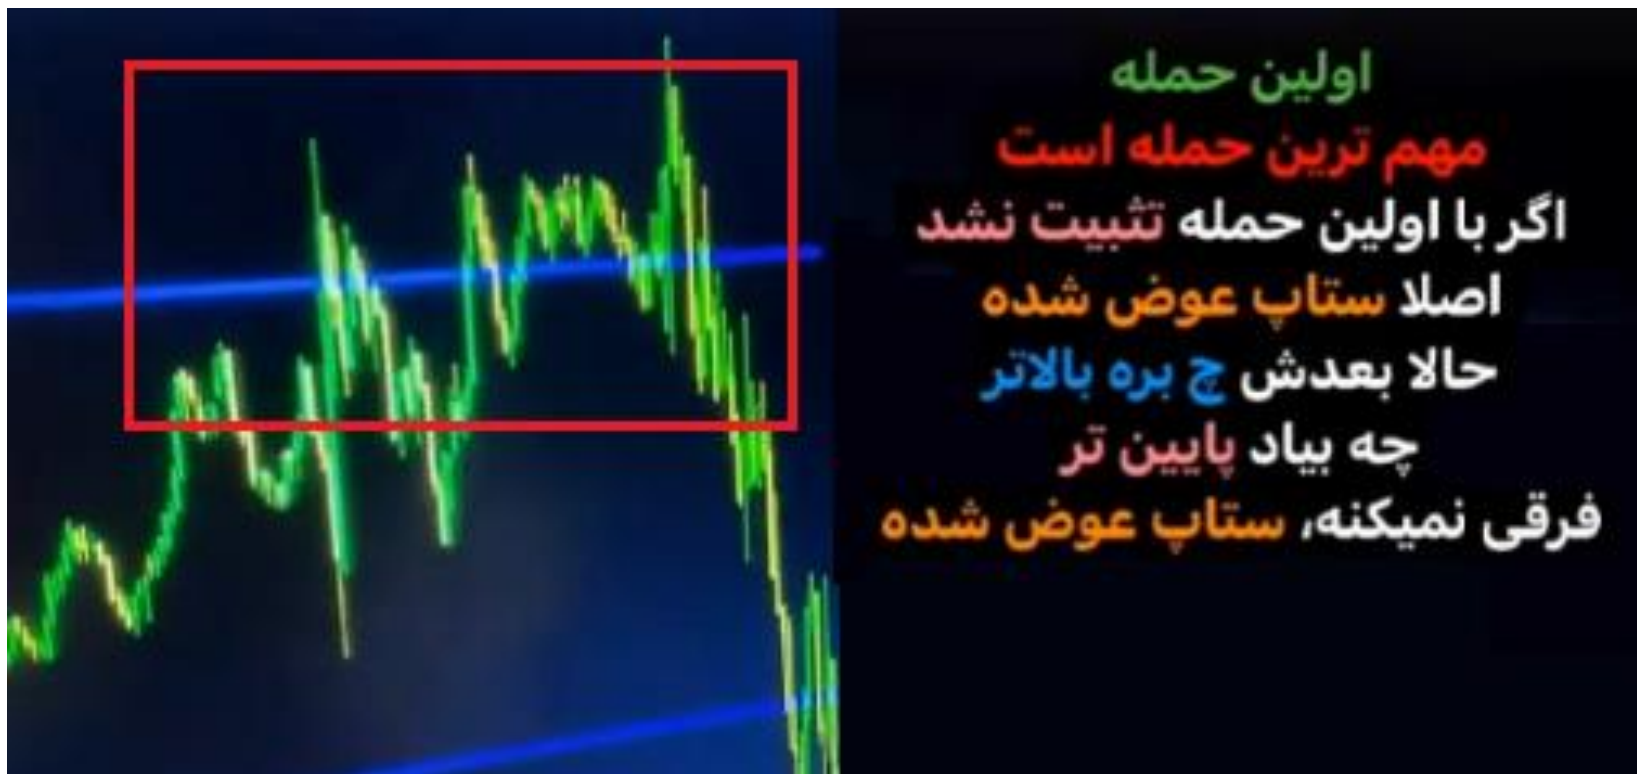 اولین حمله
مهم ترین حمله است
اگر با اولین حمله تثبیت نشد
اصلا ستاپ عوض شده
حالا بعدش چ بره بالاتر
چه بیاد پایین تر
فرقی نمیکنه، ستاپ عوض شده